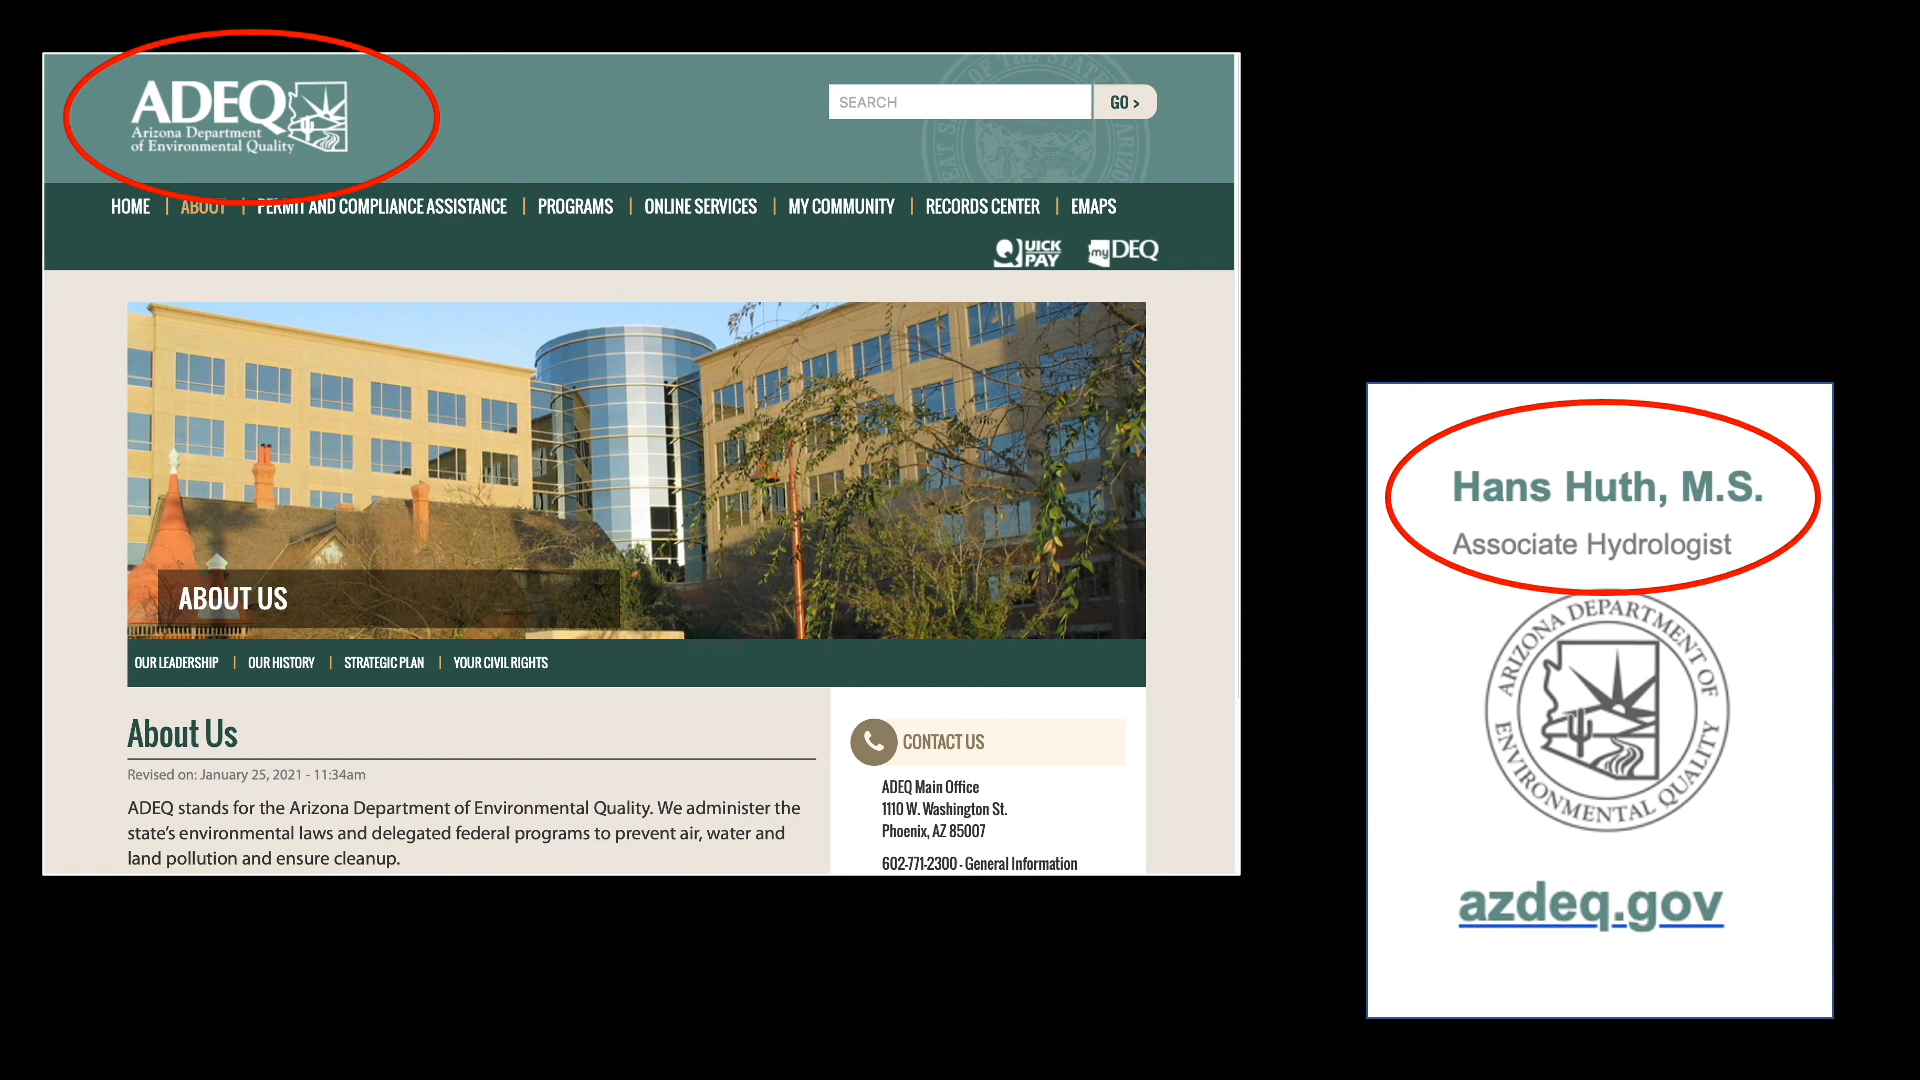 ADEQ
Arizona Department
of Environmental Quality
SEARCH
GO >
HOME | ABOUT | PERMIT AND COMPLIANCE ASSISTANCE | PROGRAMS | ONLINE SERVICES | MY COMMUNITY | RECORDS CENTER | EMAPS
QUICK PAY
myDEQ
ABOUT US
OUR LEADERSHIP | OUR HISTORY | STRATEGIC PLAN | YOUR CIVIL RIGHTS
About Us
Revised on: January 25, 2021 - 11:34am
ADEQ stands for the Arizona Department of Environmental Quality. We administer the
state's environmental laws and delegated federal programs to prevent air, water and
land pollution and ensure cleanup.
CONTACT US
ADEQ Main Office
1110 W. Washington St.
Phoenix, AZ 85007
602-771-2300 - General Information
Hans Huth, M.S.
Associate Hydrologist
ARIZONA DEPARTMENT OF
ENVIRONMENTAL QUALITY
azdeq.gov